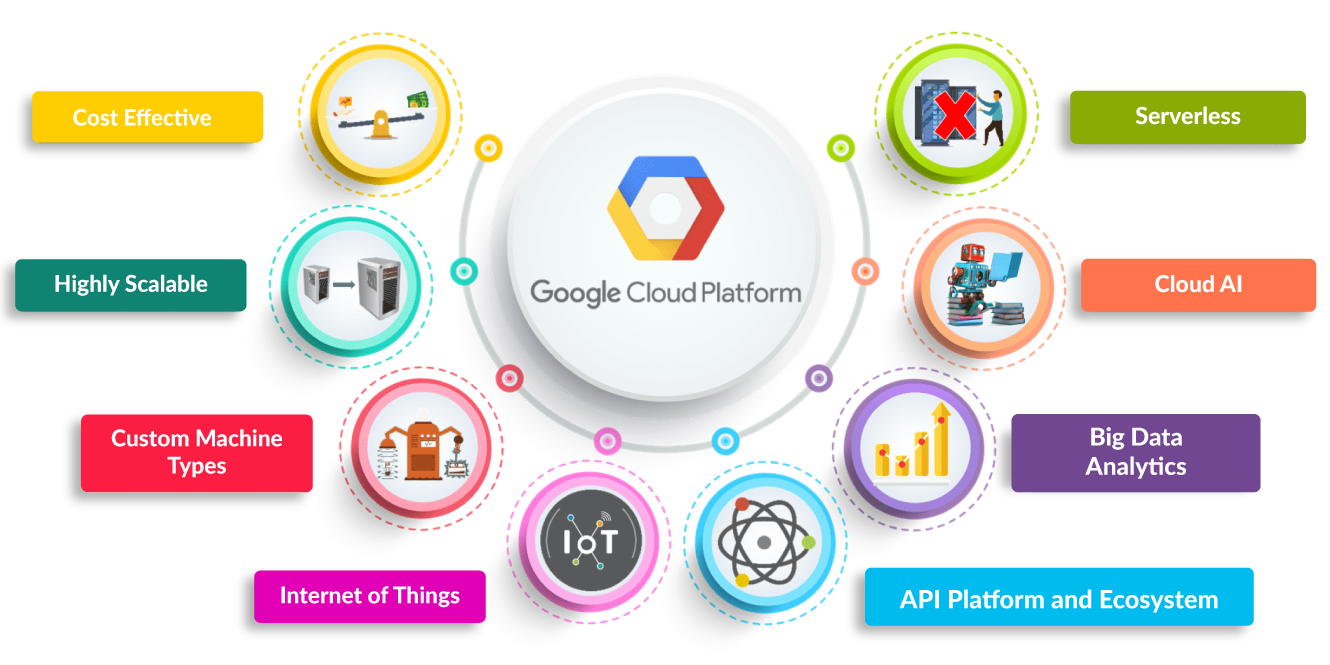 Cost Effective
Serverless
Highly Scalable
Cloud AI
Google Cloud Platform
Custom Machine
Types
Big Data
Analytics
IoT
Internet of Things
API Platform and Ecosystem